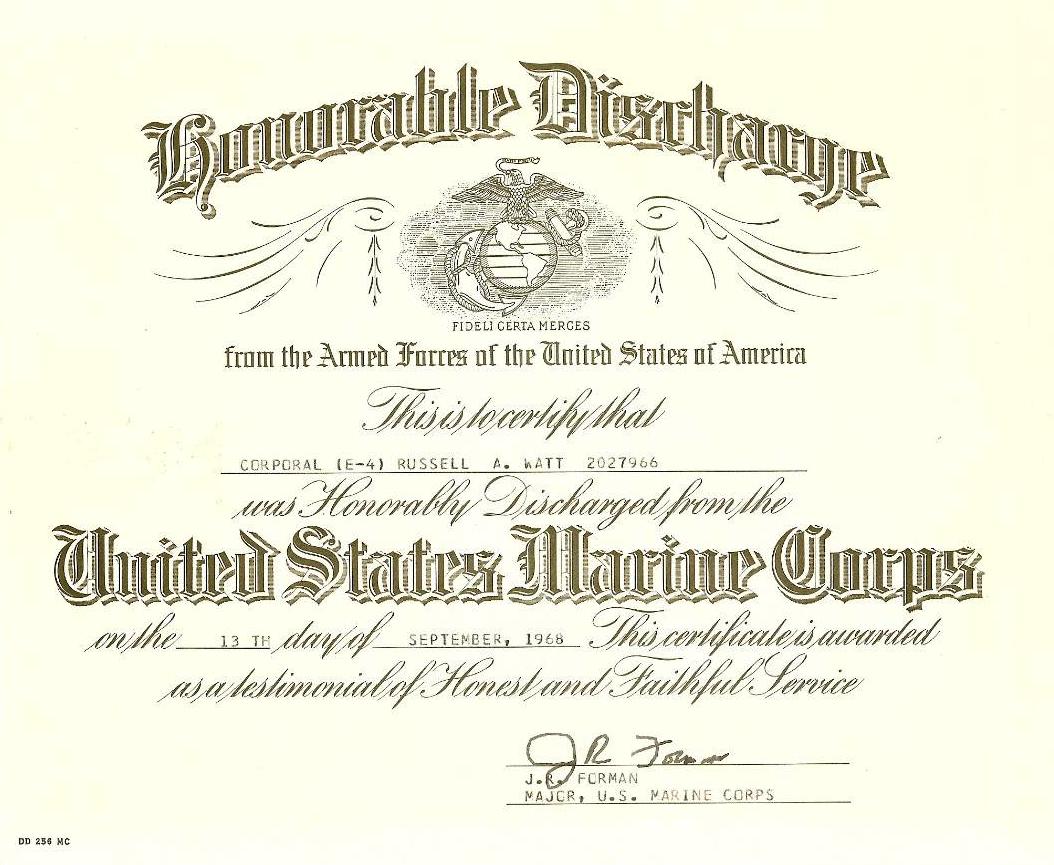 Honorable Discharge
FIDELI CERTA MERCES
from the Armed Forces of the United States of America
This is to certify that
CORPORAL (E-4) RUSSELL A. WATT 2027966
was Honorably Discharged from the
United States Marine Corps
on the 13 TH day of SEPTEMBER, 1968 This certificate is awarded
as a testimonial of Honest and Faithful Service
J R Forman
J.R. FORMAN
MAJOR, U.S. MARINE CORPS
DD 256 MC